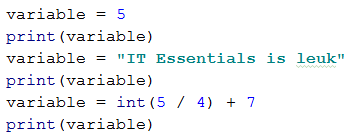 variable = 5
print(variable)
variable = "IT Essentials is leuk"
print(variable)
variable = int(5 / 4) + 7
print(variable)